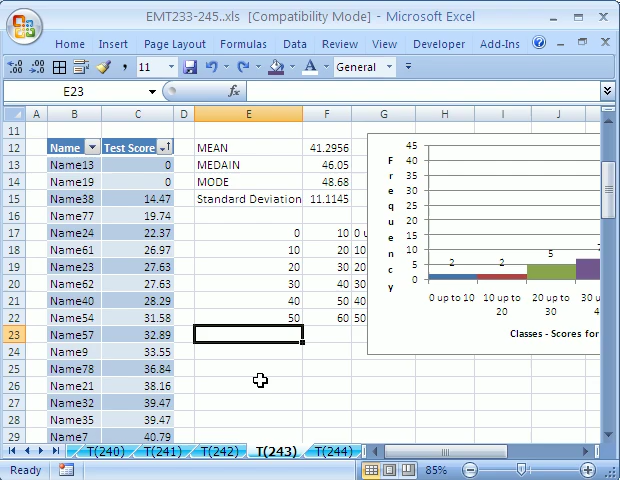 EMT233-245..xls [Compatibility Mode] - Microsoft Excel
Home Insert Page Layout Formulas Data Review View Developer Add-Ins
11 General
E23 fx
A B C D E F G H I J
11
12 Name Test Score MEAN 41.2956
13 Name13 0 MEDAIN 46.05
14 Name19 0 MODE 48.68
15 Name38 14.47 Standard Deviation 11.1145
16 Name77 19.74
17 Name24 22.37 0 10 0 u
18 Name61 26.97 10 20 10
19 Name23 27.63 20 30 20
20 Name62 27.63 30 40 30
21 Name40 28.29 40 50 40
22 Name54 31.58 50 60 50
23 Name57 32.89
24 Name9 33.55
25 Name78 36.84
26 Name21 38.16
27 Name32 39.47
28 Name35 39.47
29 Name7 40.79
Frequency
45
40
35
30
25
20
15
10
5
0
2 2 5
0 up to 10 10 up to 20 20 up to 30 30 u
Classes - Scores for
T(240) T(241) T(242) T(243) T(244)
Ready 85%